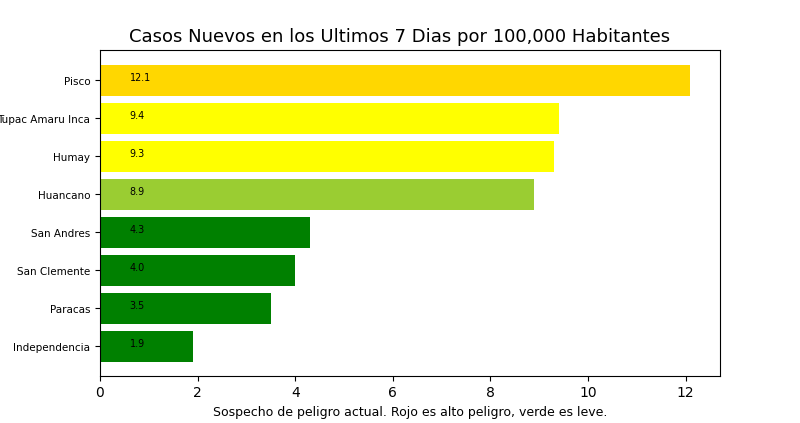 Casos Nuevos en los Ultimos 7 Dias por 100,000 Habitantes
Pisco 12.1
Tupac Amaru Inca 9.4
Humay 9.3
Huancano 8.9
San Andres 4.3
San Clemente 4.0
Paracas 3.5
Independencia 1.9
0 2 4 6 8 10 12
Sospecho de peligro actual. Rojo es alto peligro, verde es leve.